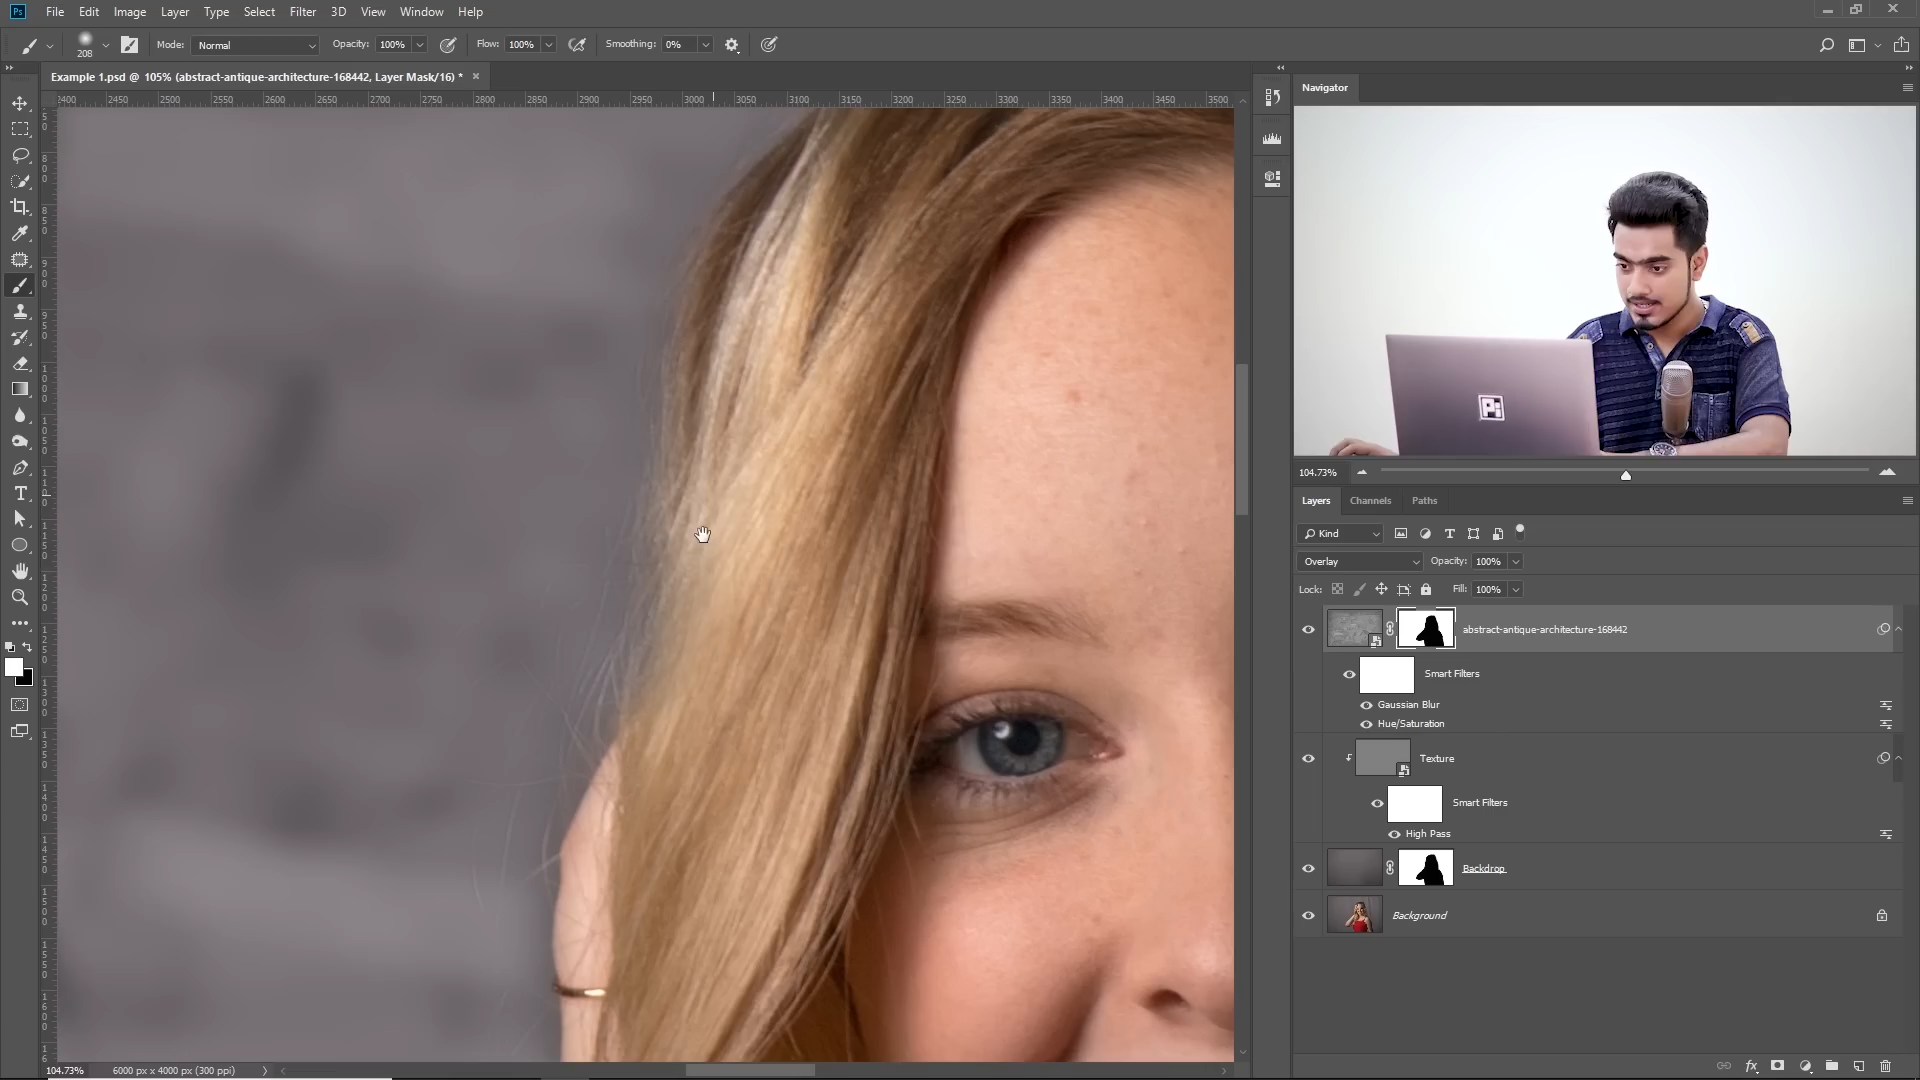 Ps File Edit Image Layer Type Select Filter 3D View Window Help
208 Mode: Normal Opacity: 100% Flow: 100% Smoothing: 0%
Example 1.psd @ 105% (abstract-antique-architecture-168442, Layer Mask/16) *
2400 2450 2500 2550 2600 2650 2700 2750 2800 2850 2900 2950 3000 3050 3100 3150 3200 3250 3300 3350 3400 3450 3500
Navigator
Pi
104.73%
Layers Channels Paths
Kind
Overlay Opacity: 100%
Lock: Fill: 100%
abstract-antique-architecture-168442
Smart Filters
Gaussian Blur
Hue/Saturation
Texture
Smart Filters
High Pass
Backdrop
Background
fx
104.73% 6000 px x 4000 px (300 ppi)